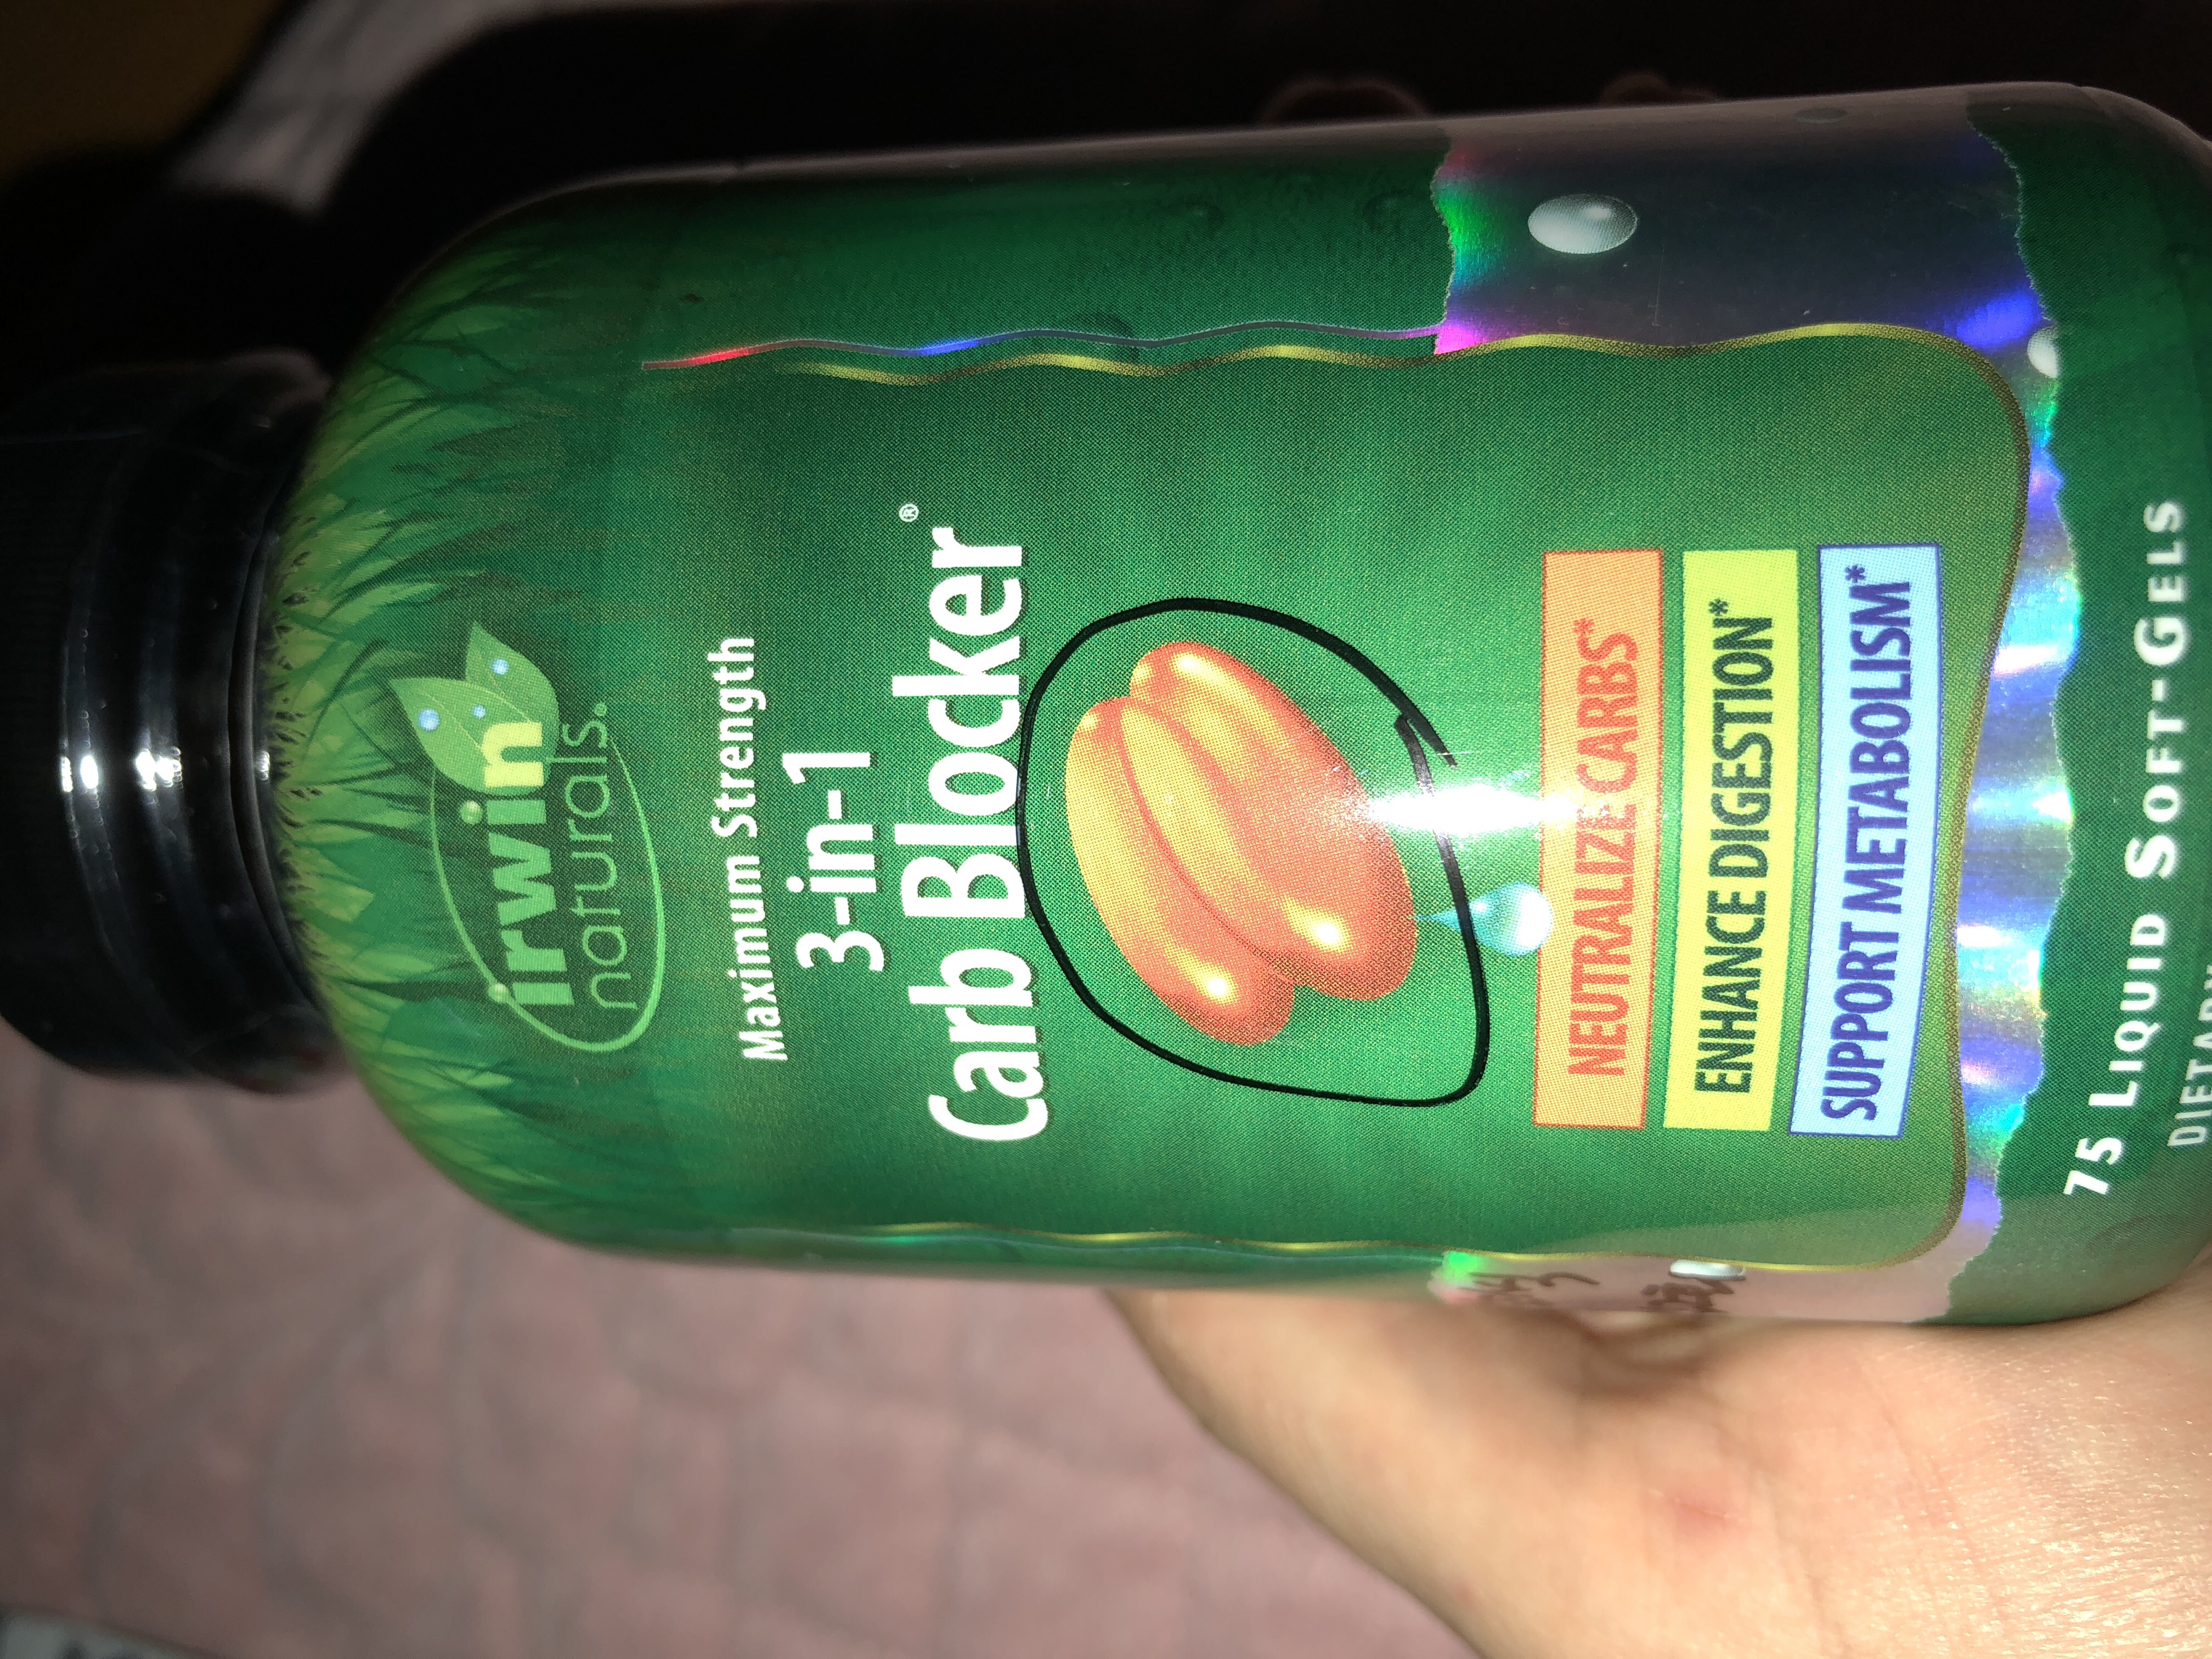 irwin
naturals.
Maximum Strength
3-in-1
Carb Blocker®
NEUTRALIZE CARBS*
ENHANCE DIGESTION*
SUPPORT METABOLISM*
75 LIQUID SOFT-GELS
DIETARY